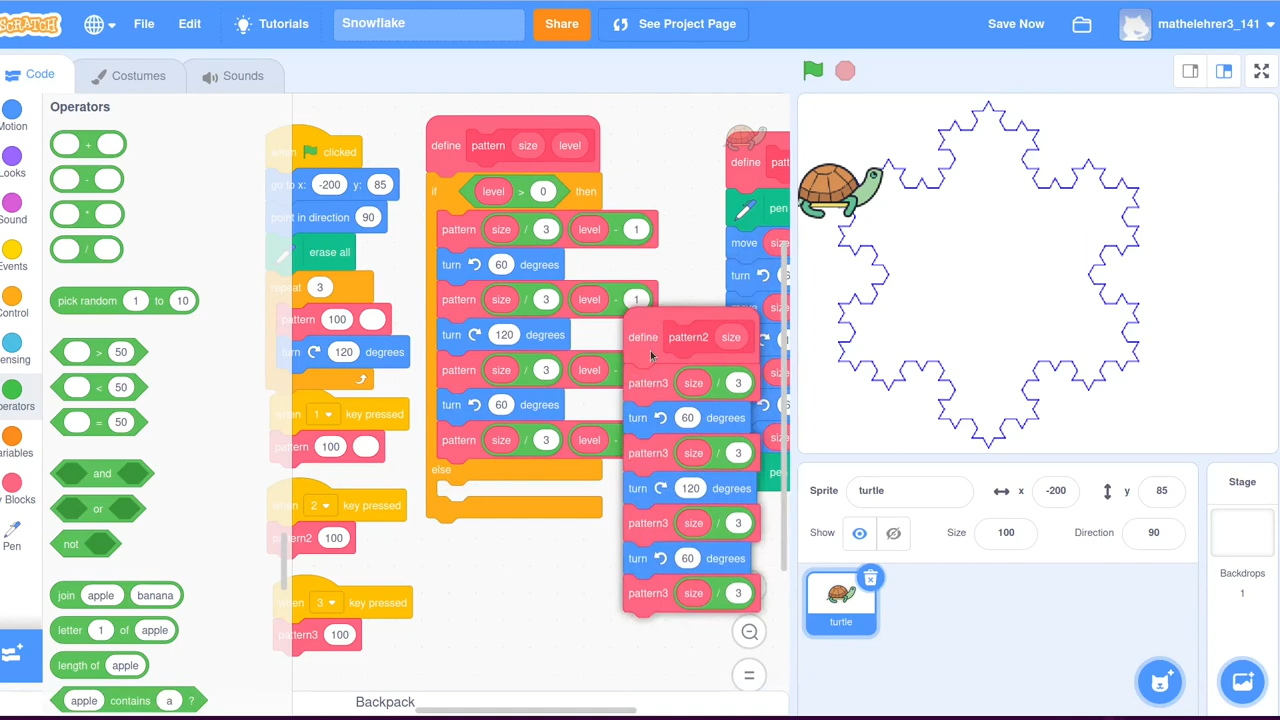 SCRATCH File Edit Tutorials Snowflake Share See Project Page Save Now mathelehrer3_141
Code Costumes Sounds
Motion
Looks
Sound
Events
Control
Sensing
Operators
Variables
My Blocks
Pen
Operators
+
-
*
/
pick random 1 to 10
> 50
< 50
= 50
and
or
not
join apple banana
letter 1 of apple
length of apple
apple contains a ?
when clicked
go to x: -200 y: 85
point in direction 90
erase all
repeat 3
pattern 100
turn 120 degrees
when 1 key pressed
pattern 100
when 2 key pressed
pattern2 100
when 3 key pressed
pattern3 100
define pattern size level
if level > 0 then
pattern size / 3 level - 1
turn 60 degrees
pattern size / 3 level - 1
turn 120 degrees
pattern size / 3 level -
turn 60 degrees
pattern size / 3 level -
else
define pattern2 size
pattern3 size / 3
turn 60 degrees
pattern3 size / 3
turn 120 degrees
pattern3 size / 3
turn 60 degrees
pattern3 size / 3
define patt
pen
move size
turn
move
Backpack
Sprite turtle x -200 y 85
Show Size 100 Direction 90
turtle
Stage
Backdrops
1